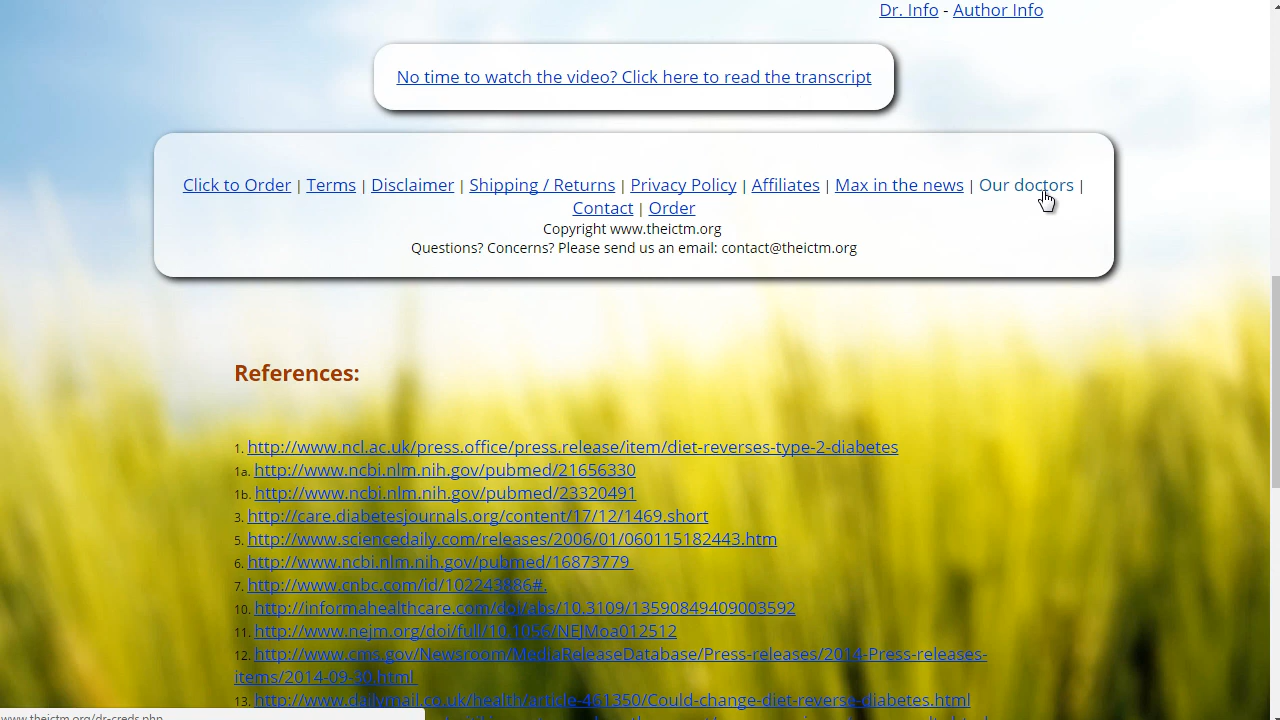 Dr. Info - Author Info
No time to watch the video? Click here to read the transcript
Click to Order | Terms | Disclaimer | Shipping / Returns | Privacy Policy | Affiliates | Max in the news | Our doctors |
Contact | Order
Copyright www.theictm.org
Questions? Concerns? Please send us an email: contact@theictm.org
References:
1. http://www.ncl.ac.uk/press.office/press.release/item/diet-reverses-type-2-diabetes
1a. http://www.ncbi.nlm.nih.gov/pubmed/21656330
1b. http://www.ncbi.nlm.nih.gov/pubmed/23320491
3. http://care.diabetesjournals.org/content/17/12/1469.short
5. http://www.sciencedaily.com/releases/2006/01/060115182443.htm
6. http://www.ncbi.nlm.nih.gov/pubmed/16873779
7. http://www.cnbc.com/id/102243886#.
10. http://informahealthcare.com/doi/abs/10.3109/13590849409003592
11. http://www.nejm.org/doi/full/10.1056/NEJMoa012512
12. http://www.cms.gov/Newsroom/MediaReleaseDatabase/Press-releases/2014-Press-releases-
items/2014-09-30.html
13. http://www.dailymail.co.uk/health/article-461350/Could-change-diet-reverse-diabetes.html
www.theictm.org/dr-creds.php